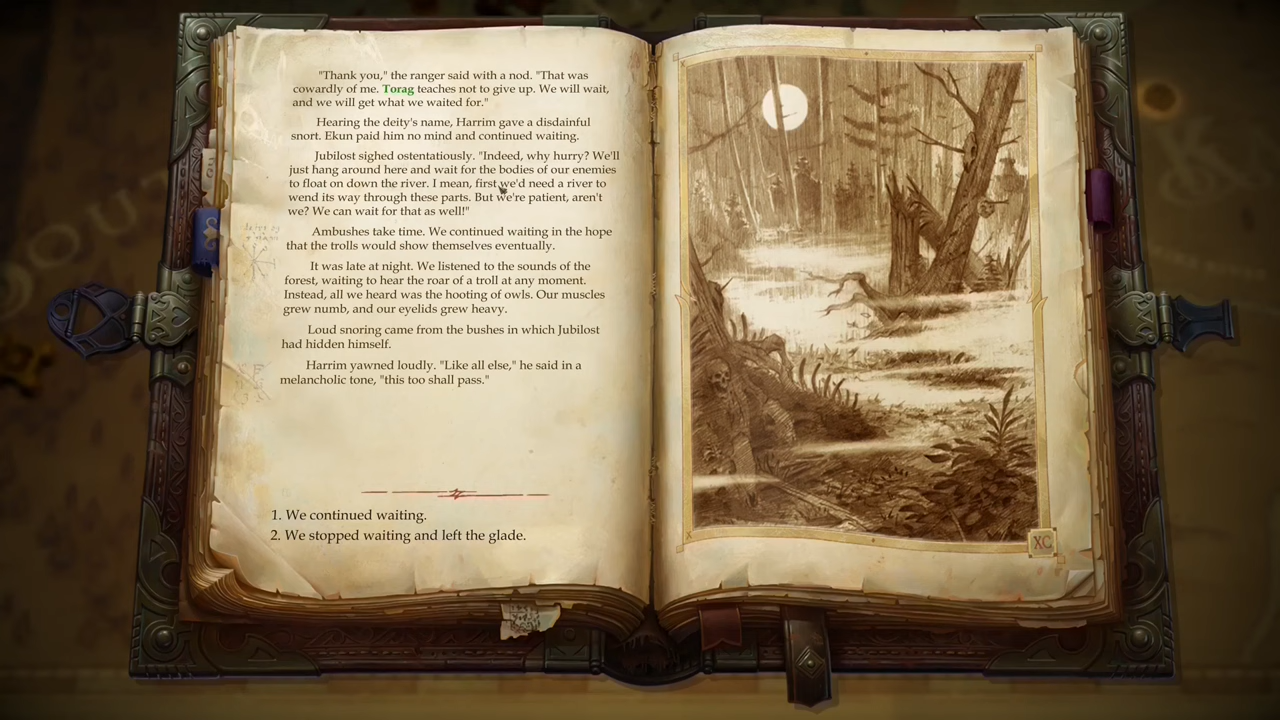 "Thank you," the ranger said with a nod. "That was
cowardly of me. Torag teaches not to give up. We will wait,
and we will get what we waited for."
Hearing the deity's name, Harrim gave a disdainful
snort. Ekun paid him no mind and continued waiting.
Jubilost sighed ostentatiously. "Indeed, why hurry? We'll
just hang around here and wait for the bodies of our enemies
to float on down the river. I mean, first we'd need a river to
wend its way through these parts. But we're patient, aren't
we? We can wait for that as well!"
Ambushes take time. We continued waiting in the hope
that the trolls would show themselves eventually.
It was late at night. We listened to the sounds of the
forest, waiting to hear the roar of a troll at any moment.
Instead, all we heard was the hooting of owls. Our muscles
grew numb, and our eyelids grew heavy.
Loud snoring came from the bushes in which Jubilost
had hidden himself.
Harrim yawned loudly. "Like all else," he said in a
melancholic tone, "this too shall pass."
1. We continued waiting.
2. We stopped waiting and left the glade.
XC